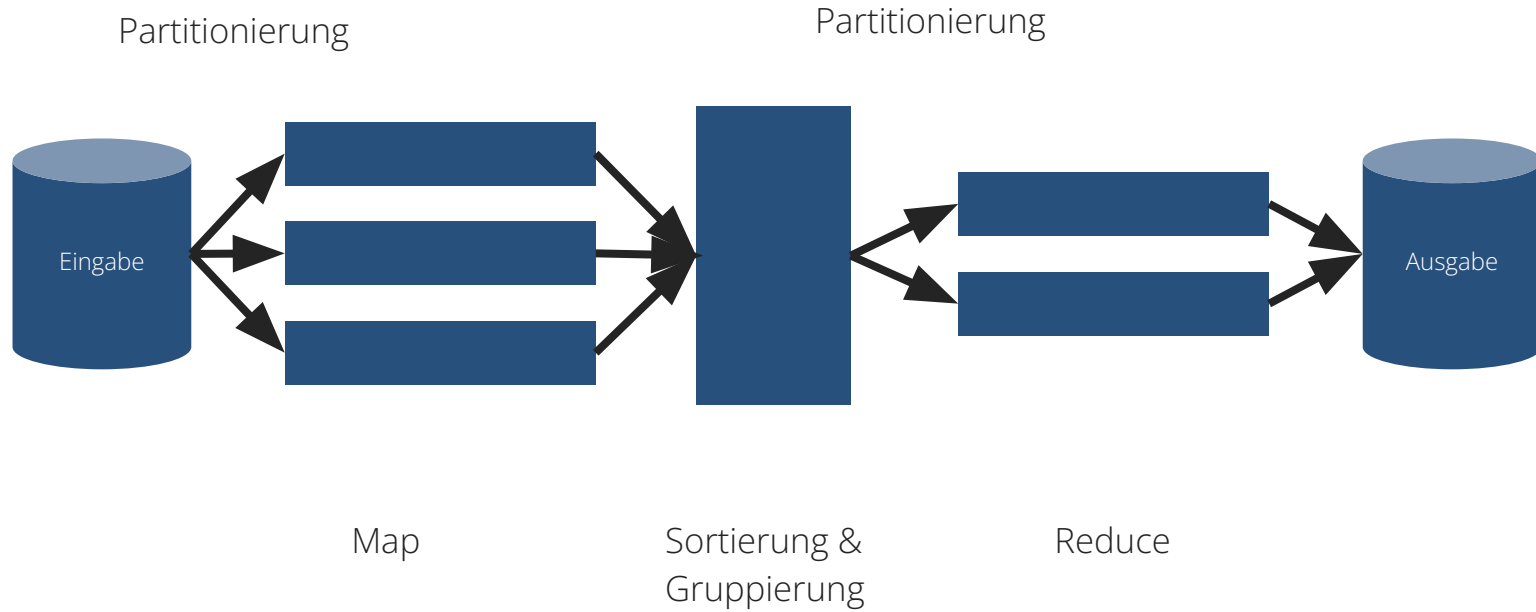 Partitionierung
Partitionierung
Eingabe
Ausgabe
Map
Sortierung &
Gruppierung
Reduce